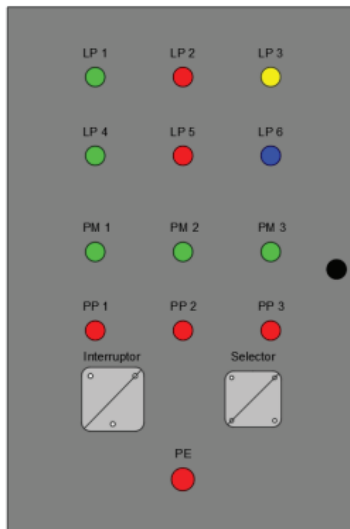 LP 1 LP 2 LP 3
LP 4 LP 5 LP 6
PM 1 PM 2 PM 3
PP 1 PP 2 PP 3
Interruptor Selector
PE